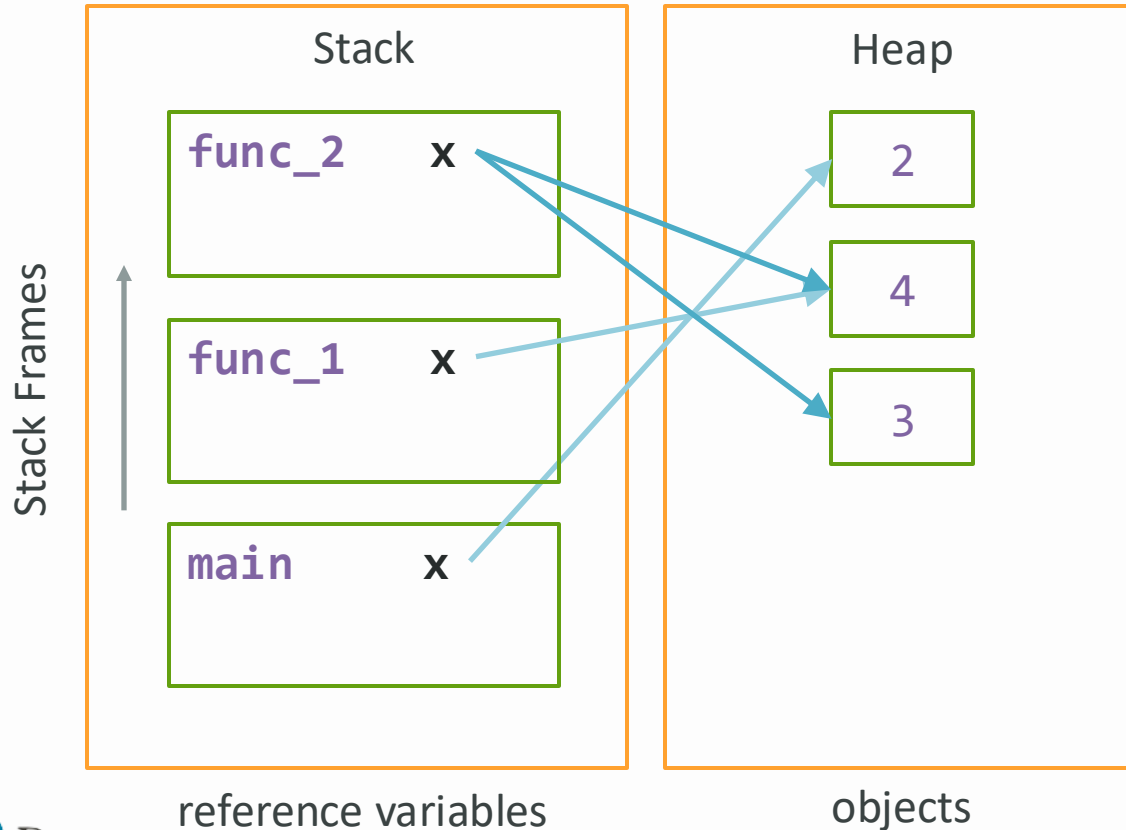 Stack
Heap
func_2 x
2
4
func_1 x
3
main x
Stack Frames
reference variables
objects